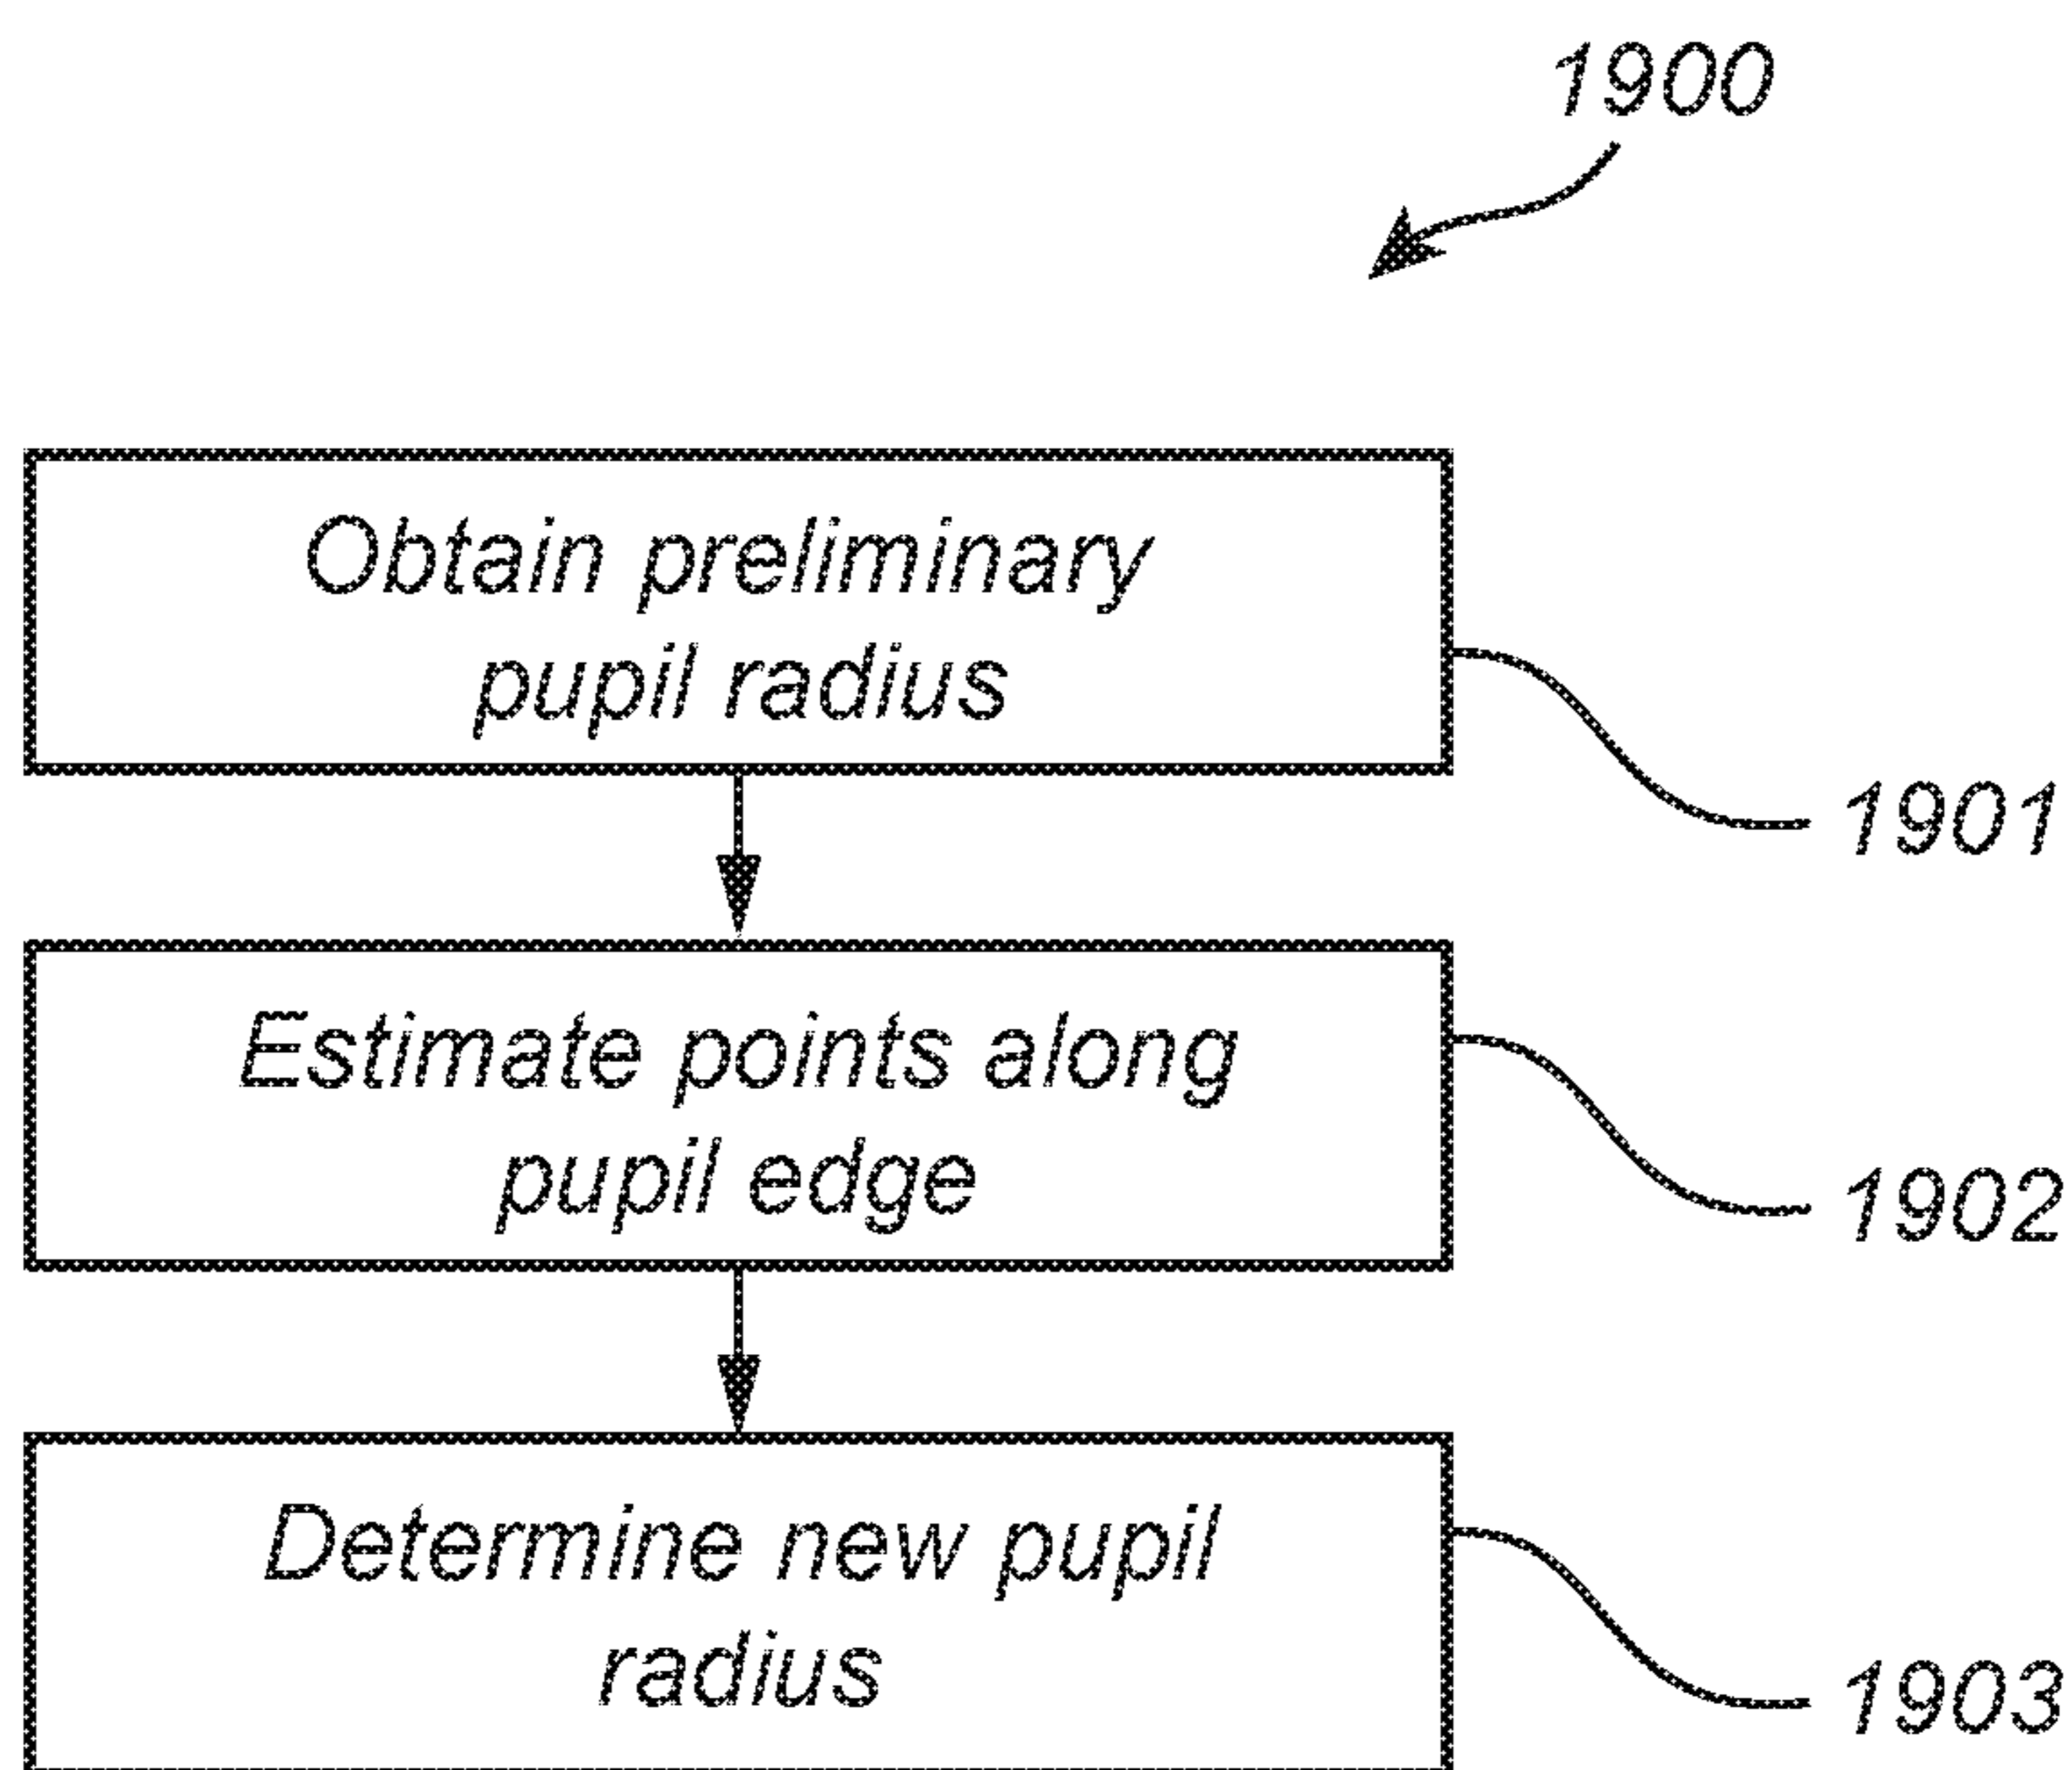 1900
Obtain preliminary
pupil radius
1901
Estimate points along
pupil edge
1902
Determine new pupil
radius
1903